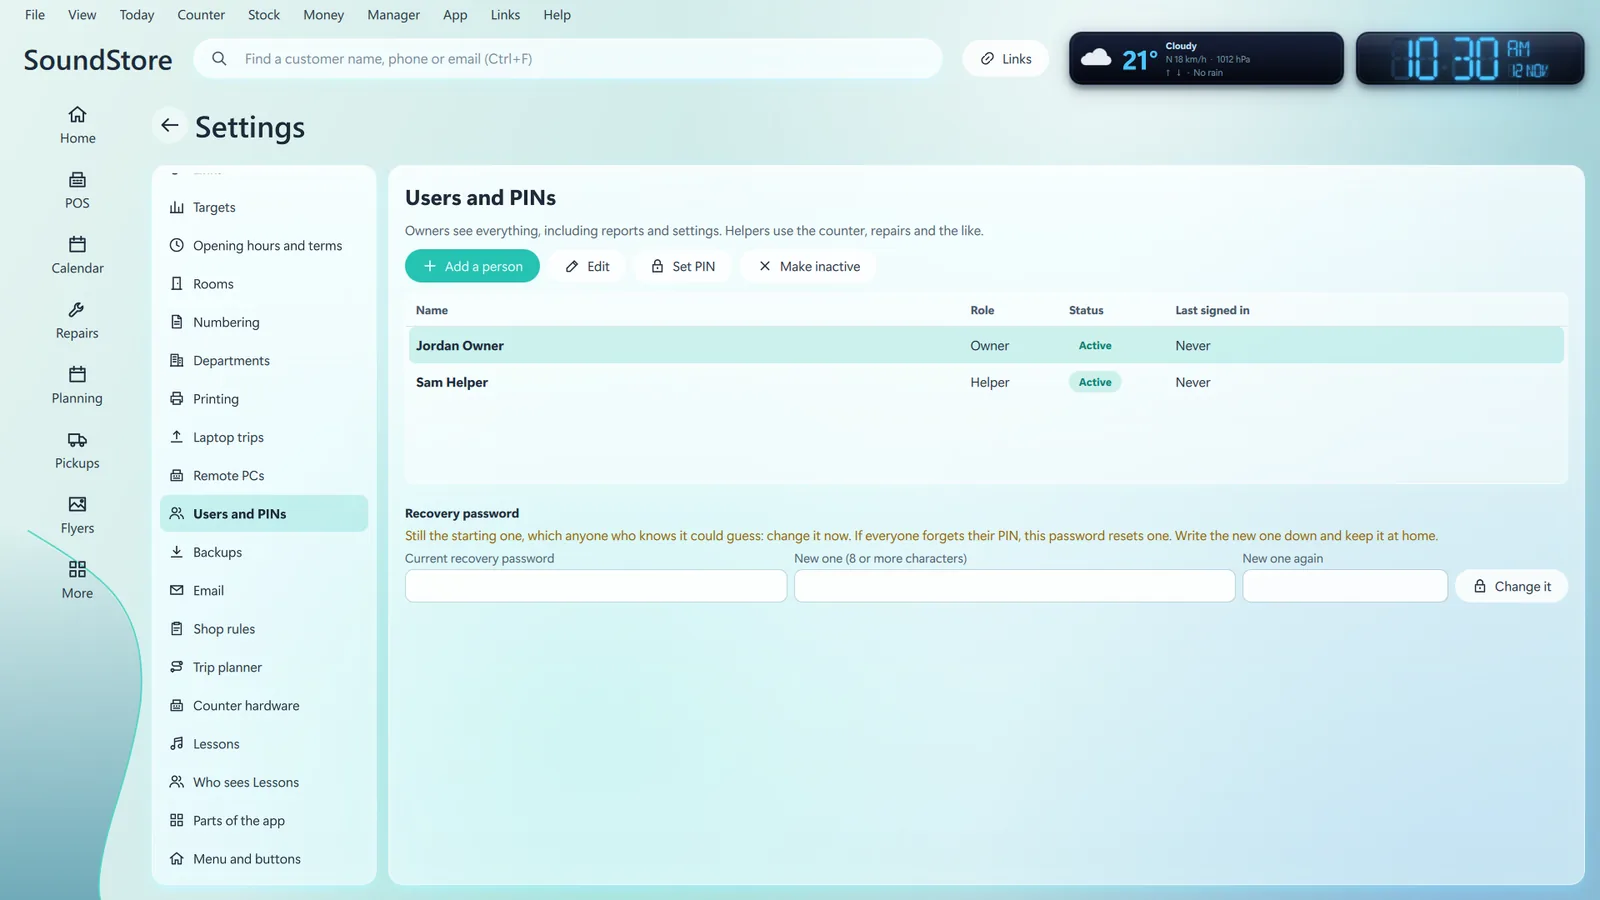 File View Today Counter Stock Money Manager App Links Help
SoundStore
Find a customer name, phone or email (Ctrl+F)
Links
21°
Cloudy
N 18 km/h · 1012 hPa
↑ ↓ · No rain
10:30 AM
12 NOV
Home
POS
Calendar
Repairs
Planning
Pickups
Flyers
More
Settings
Targets
Opening hours and terms
Rooms
Numbering
Departments
Printing
Laptop trips
Remote PCs
Users and PINs
Backups
Email
Shop rules
Trip planner
Counter hardware
Lessons
Who sees Lessons
Parts of the app
Menu and buttons
Users and PINs
Owners see everything, including reports and settings. Helpers use the counter, repairs and the like.
Add a person Edit Set PIN Make inactive
Name Role Status Last signed in
Jordan Owner Owner Active Never
Sam Helper Helper Active Never
Recovery password
Still the starting one, which anyone who knows it could guess: change it now. If everyone forgets their PIN, this password resets one. Write the new one down and keep it at home.
Current recovery password New one (8 or more characters) New one again
Change it